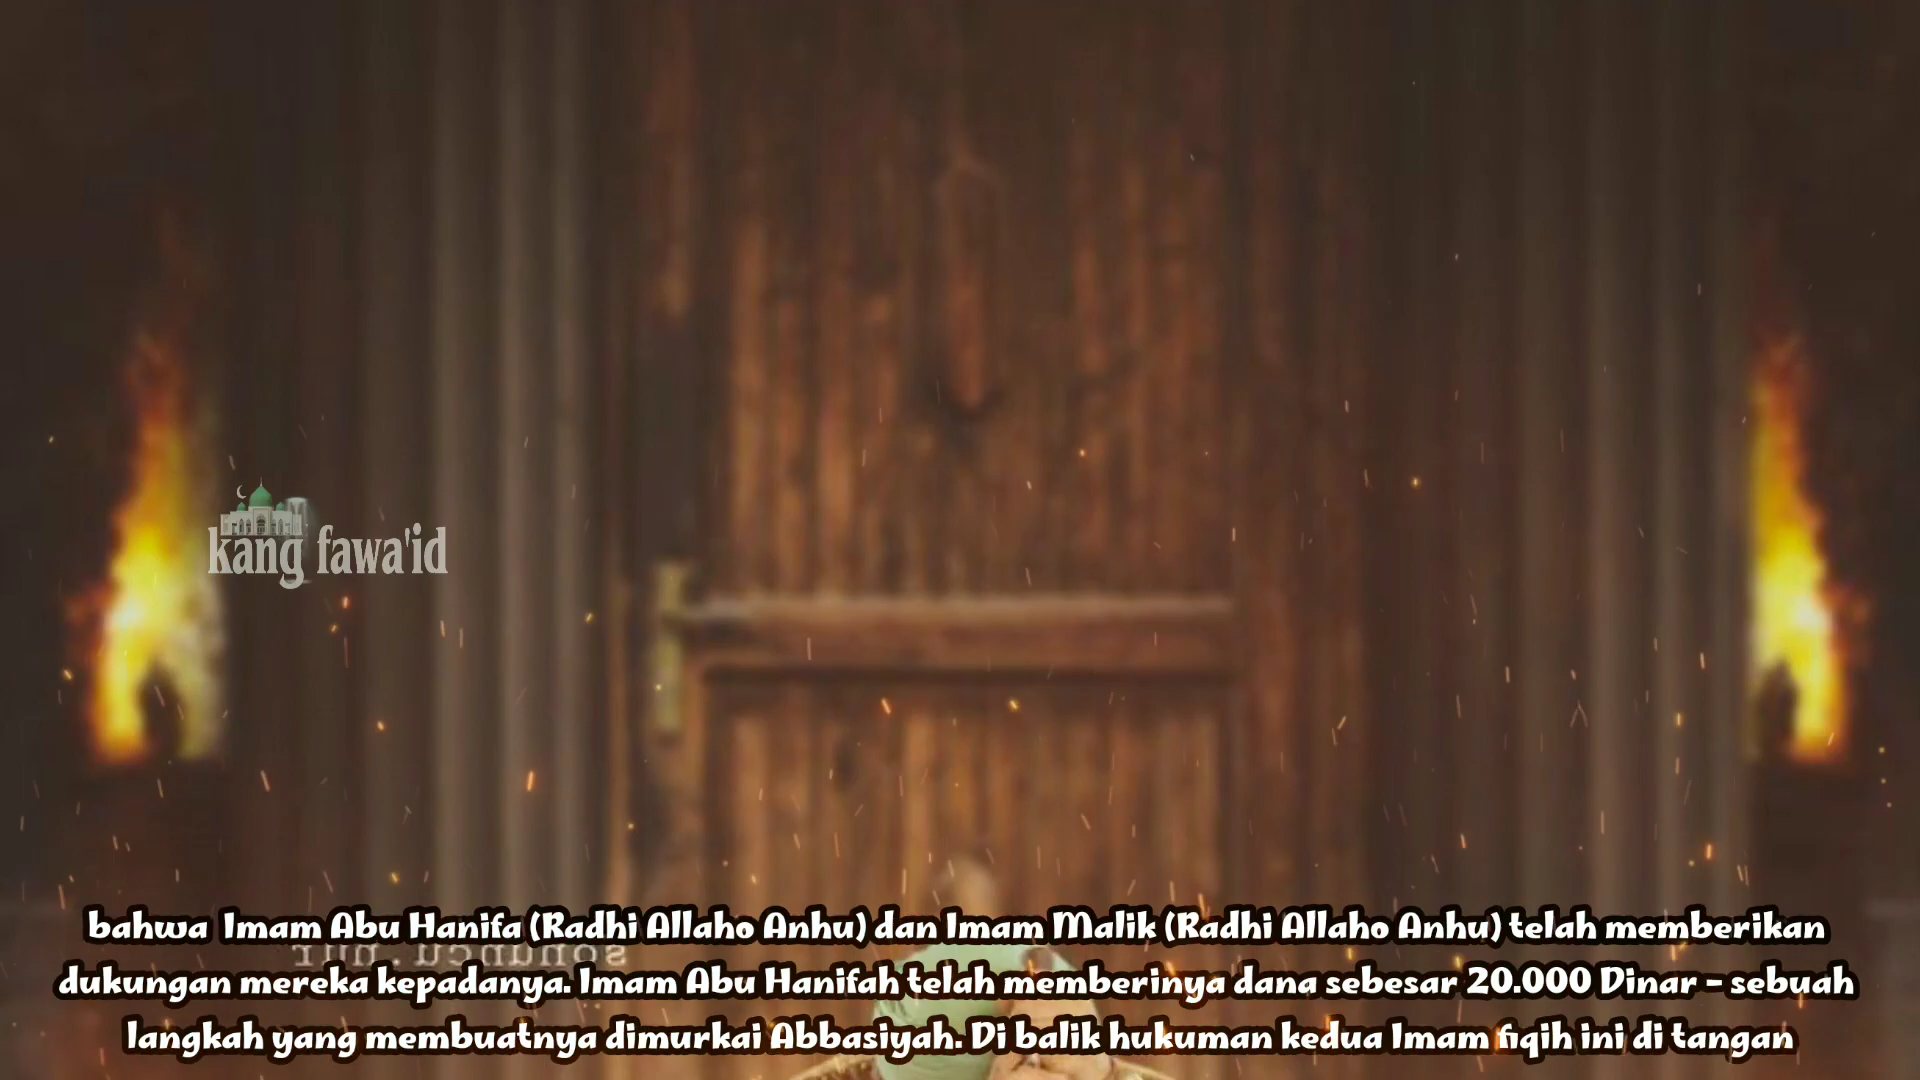 kang fawa'id
sohancu.nur
bahwa Imam Abu Hanifa (Radhi Allaho Anhu) dan Imam Malik (Radhi Allaho Anhu) telah memberikan
dukungan mereka kepadanya. Imam Abu Hanifah telah memberinya dana sebesar 20.000 Dinar - sebuah
langkah yang membuatnya dimurkai Abbasiyah. Di balik hukuman kedua Imam fiqih ini di tangan